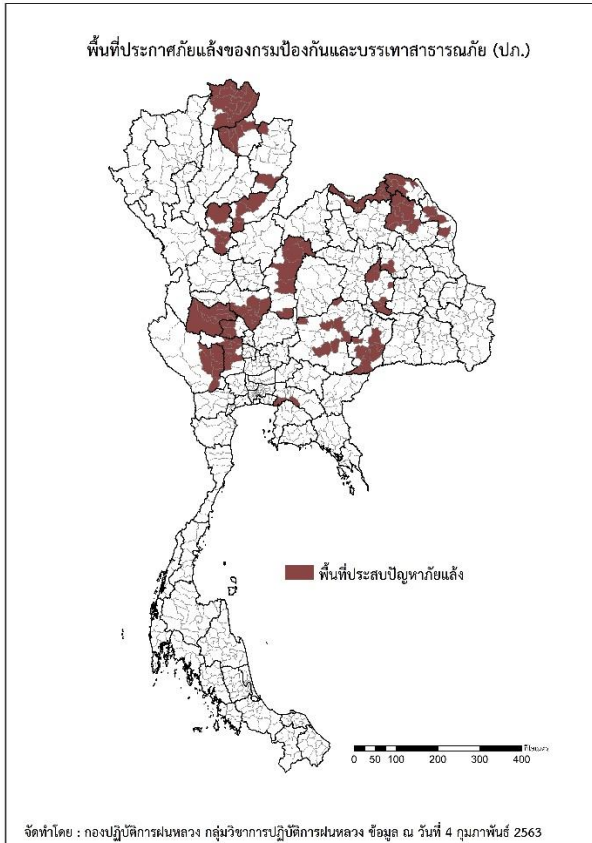 พื้นที่ประกาศภัยแล้งของกรมป้องกันและบรรเทาสาธารณภัย (ปภ.)
พื้นที่ประสบปัญหาภัยแล้ง
0 50 100 200 300 400
จัดทำโดย : กองปฏิบัติการฝนหลวง กลุ่มวิชาการปฏิบัติการฝนหลวง ข้อมูล ณ วันที่ 4 กุมภาพันธ์ 2563